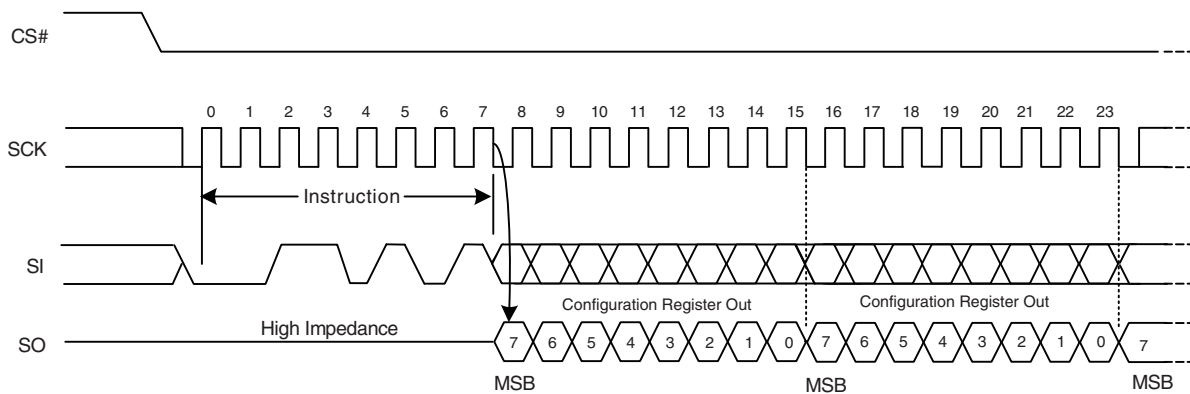 CS#
0 1 2 3 4 5 6 7 8 9 10 11 12 13 14 15 16 17 18 19 20 21 22 23
SCK
Instruction
SI
Configuration Register Out Configuration Register Out
High Impedance
SO 7 6 5 4 3 2 1 0 7 6 5 4 3 2 1 0 7
MSB MSB MSB